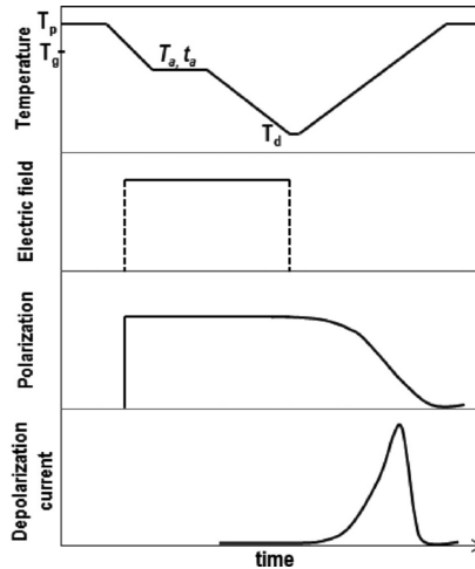 Temperature
Tp
Tg
Ta, ta
Td
Electric field
Polarization
Depolarization
current
time